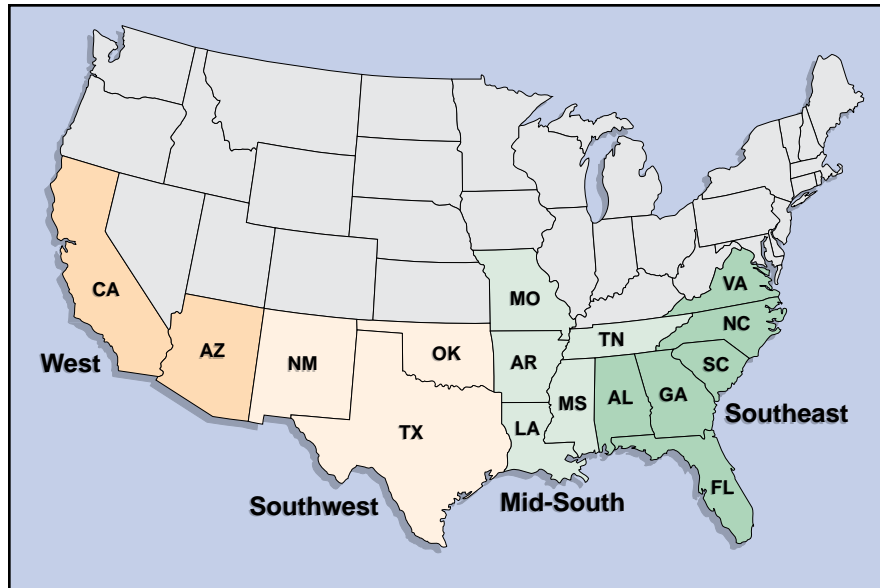 VA
CA
MO
NC
TN
AZ
OK
West
NM
AR
SC
GA
AL
MS
Southeast
LA
TX
FL
Southwest
Mid-South